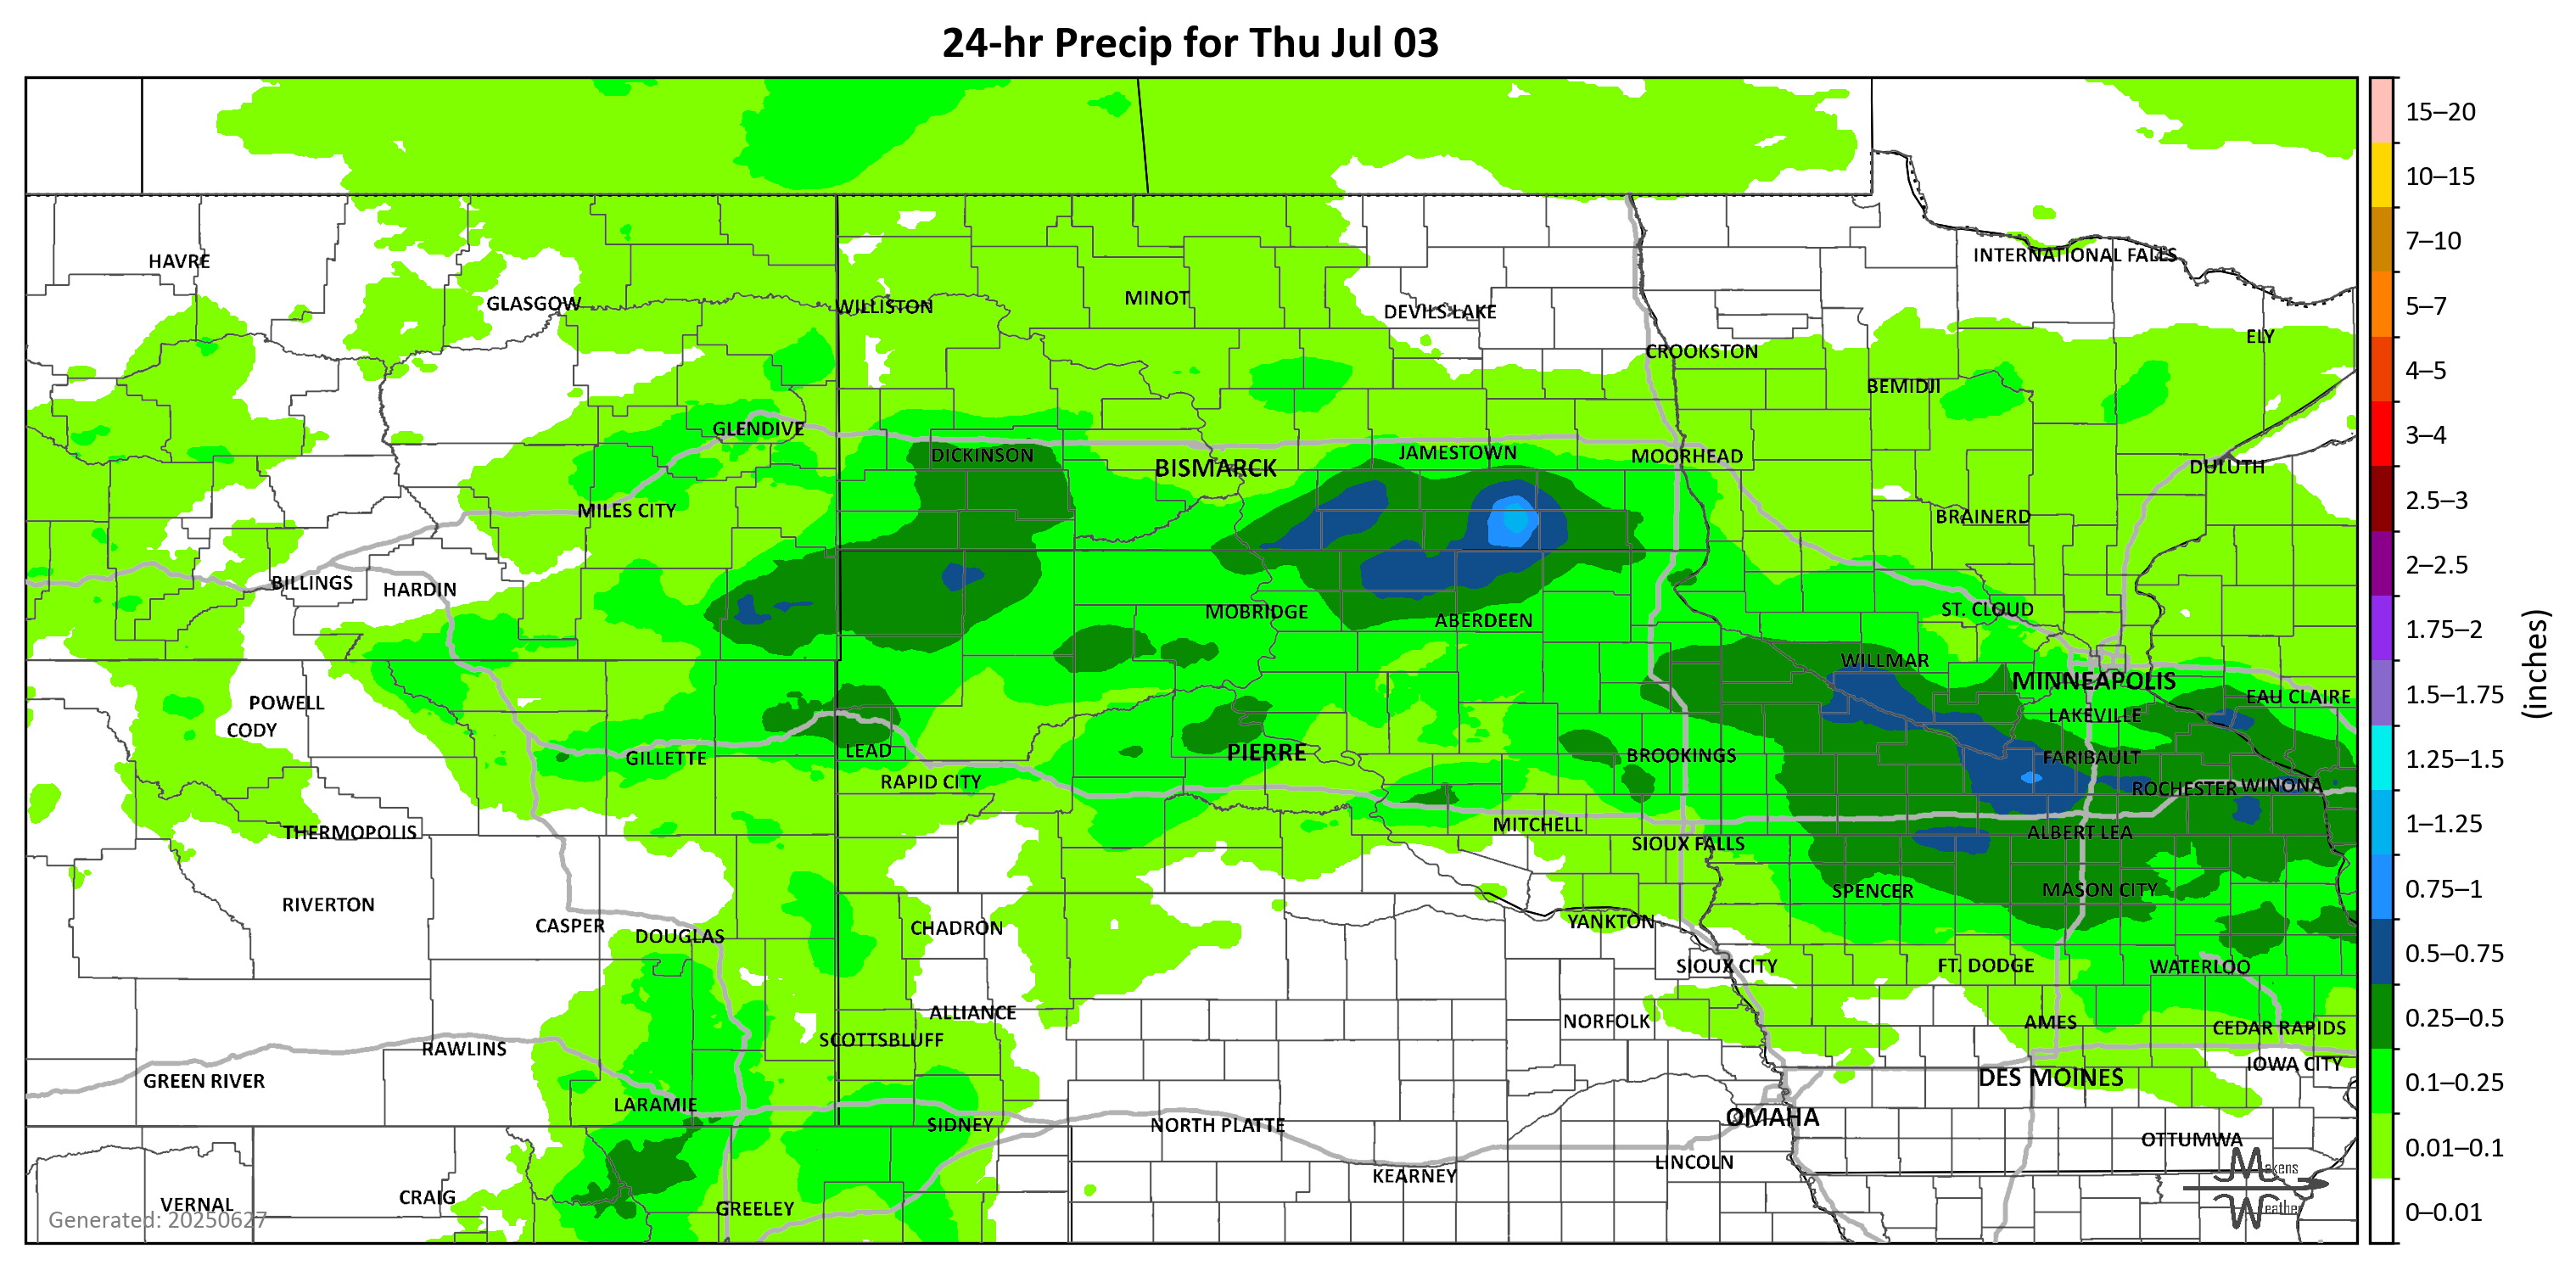 24-hr Precip for Thu Jul 03
15–20
10–15
7–10
5–7
4–5
3–4
2.5–3
2–2.5
1.75–2
1.5–1.75
1.25–1.5
1–1.25
0.75–1
0.5–0.75
0.25–0.5
0.1–0.25
0.01–0.1
0–0.01
(inches)
HAVRE
INTERNATIONAL FALLS
GLASGOW
WILLISTON
MINOT
DEVILS LAKE
ELY
CROOKSTON
BEMIDJI
GLENDIVE
DICKINSON
BISMARCK
JAMESTOWN
MOORHEAD
DULUTH
MILES CITY
BRAINERD
BILLINGS
HARDIN
MOBRIDGE
ABERDEEN
ST. CLOUD
WILLMAR
MINNEAPOLIS
POWELL
EAU CLAIRE
CODY
LAKEVILLE
GILLETTE
LEAD
PIERRE
BROOKINGS
FARIBAULT
RAPID CITY
ROCHESTER
WINONA
THERMOPOLIS
MITCHELL
ALBERT LEA
SIOUX FALLS
RIVERTON
SPENCER
MASON CITY
CASPER
DOUGLAS
CHADRON
YANKTON
SIOUX CITY
FT. DODGE
WATERLOO
ALLIANCE
NORFOLK
AMES
CEDAR RAPIDS
SCOTTSBLUFF
RAWLINS
IOWA CITY
GREEN RIVER
DES MOINES
LARAMIE
SIDNEY
NORTH PLATTE
OMAHA
OTTUMWA
LINCOLN
KEARNEY
VERNAL
CRAIG
GREELEY
Generated: 20250627
Makens
Weather